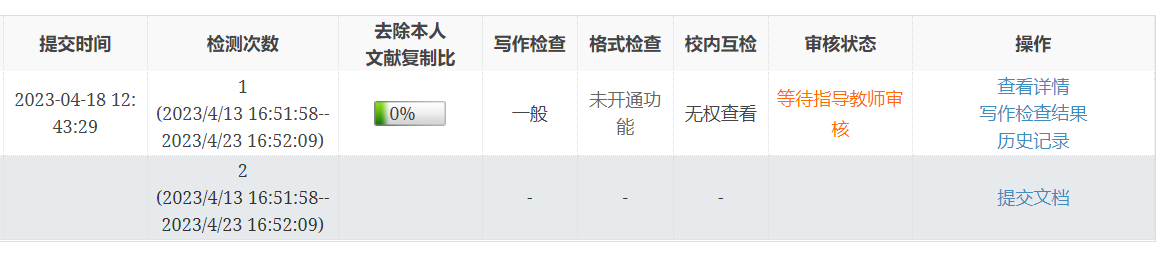 提交时间
检测次数
去除本人
文献复制比
写作检查
格式检查
校内互检
审核状态
操作
2023-04-18 12:
43:29
1
(2023/4/13 16:51:58--
2023/4/23 16:52:09)
0%
一般
未开通功
能
无权查看
等待指导教师审
核
查看详情
写作检查结果
历史记录
2
(2023/4/13 16:51:58--
2023/4/23 16:52:09)
-
-
-
提交文档